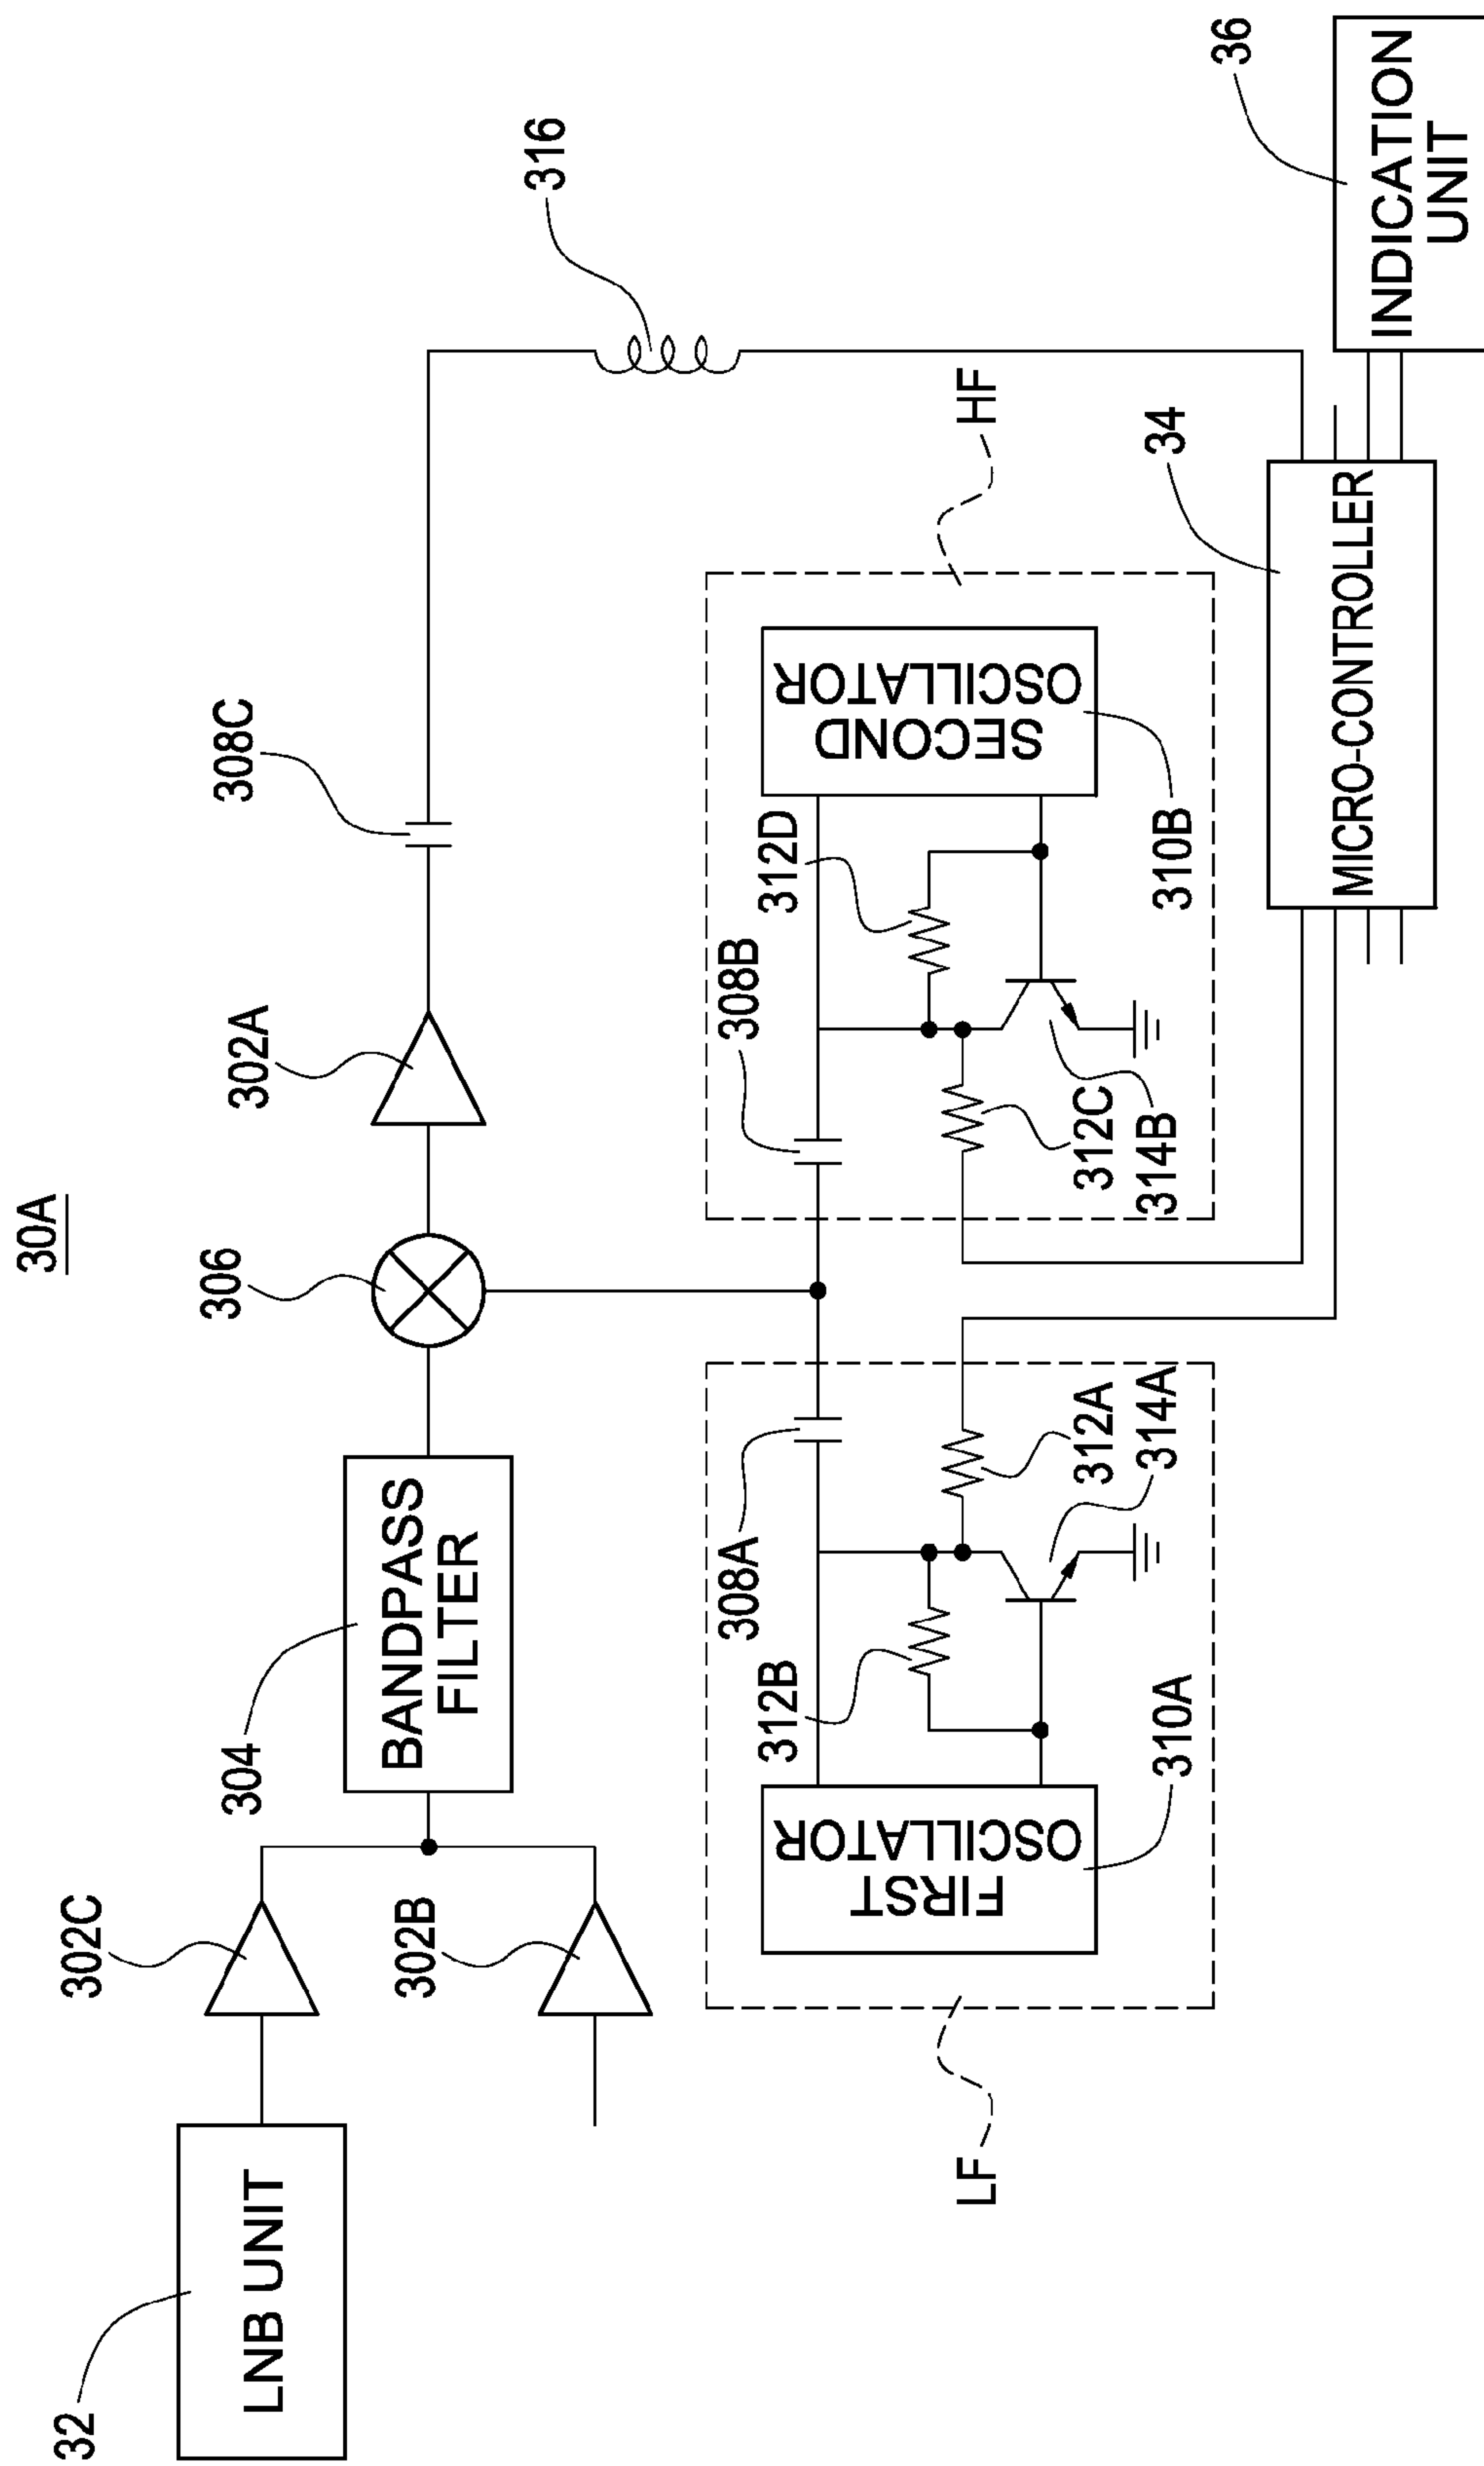 30A
32
LNB UNIT
302C
302B
304
BANDPASS
FILTER
306
302A
308C
316
LF
FIRST
OSCILLATOR
310A
312B
308A
312A
314A
308B
312C
314B
312D
SECOND
OSCILLATOR
310B
HF
34
MICRO-CONTROLLER
36
INDICATION
UNIT